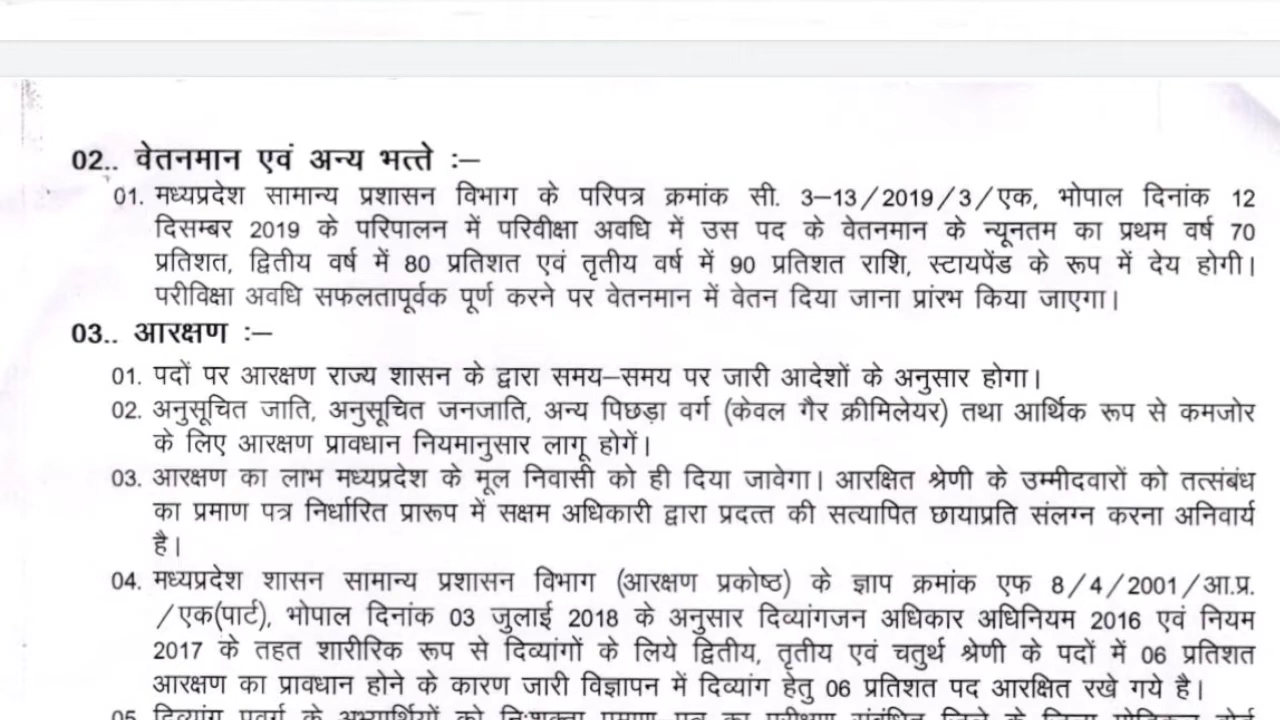 02.. वेतनमान एवं अन्य भत्ते :–
01. मध्यप्रदेश सामान्य प्रशासन विभाग के परिपत्र क्रमांक सी. 3–13/2019/3/एक, भोपाल दिनांक 12
दिसम्बर 2019 के परिपालन में परिवीक्षा अवधि में उस पद के वेतनमान के न्यूनतम का प्रथम वर्ष 70
प्रतिशत, द्वितीय वर्ष में 80 प्रतिशत एवं तृतीय वर्ष में 90 प्रतिशत राशि, स्टायपेंड के रूप में देय होगी।
परीविक्षा अवधि सफलतापूर्वक पूर्ण करने पर वेतनमान में वेतन दिया जाना प्रांरभ किया जाएगा।
03.. आरक्षण :–
01. पदों पर आरक्षण राज्य शासन के द्वारा समय–समय पर जारी आदेशों के अनुसार होगा।
02. अनुसूचित जाति, अनुसूचित जनजाति, अन्य पिछड़ा वर्ग (केवल गैर क्रीमिलेयर) तथा आर्थिक रूप से कमजोर
के लिए आरक्षण प्रावधान नियमानुसार लागू होगें।
03. आरक्षण का लाभ मध्यप्रदेश के मूल निवासी को ही दिया जावेगा। आरक्षित श्रेणी के उम्मीदवारों को तत्संबंध
का प्रमाण पत्र निर्धारित प्रारूप में सक्षम अधिकारी द्वारा प्रदत्त की सत्यापित छायाप्रति संलग्न करना अनिवार्य
है।
04. मध्यप्रदेश शासन सामान्य प्रशासन विभाग (आरक्षण प्रकोष्ठ) के ज्ञाप क्रमांक एफ 8/4/2001/आ.प्र.
/एक(पार्ट), भोपाल दिनांक 03 जुलाई 2018 के अनुसार दिव्यांगजन अधिकार अधिनियम 2016 एवं नियम
2017 के तहत शारीरिक रूप से दिव्यांगों के लिये द्वितीय, तृतीय एवं चतुर्थ श्रेणी के पदों में 06 प्रतिशत
आरक्षण का प्रावधान होने के कारण जारी विज्ञापन में दिव्यांग हेतु 06 प्रतिशत पद आरक्षित रखे गये है।
05. दिव्यांग प्रवर्ग के अभ्यार्थियों को